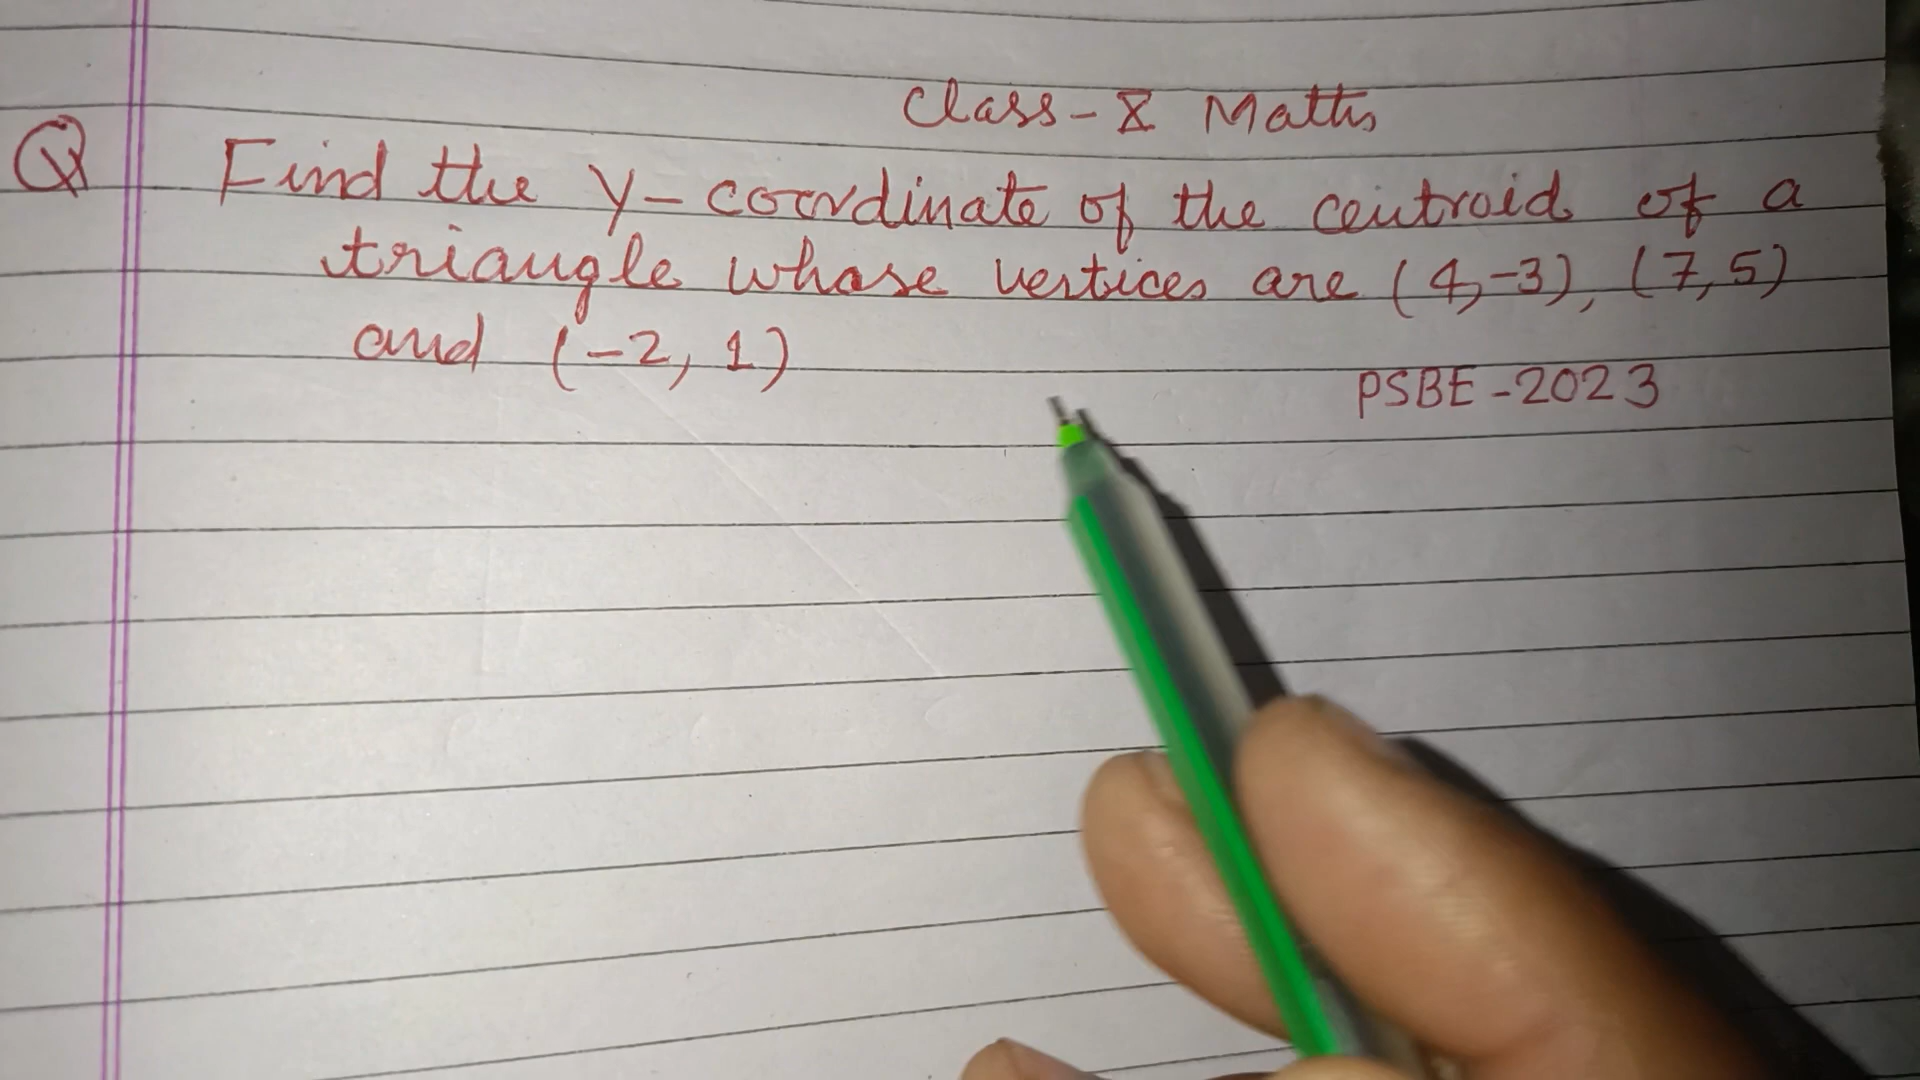 Class-X Maths
Q Find the Y-coordinate of the centroid of a
triangle whose vertices are (4,-3), (7,5)
and (-2, 1)
PSBE-2023